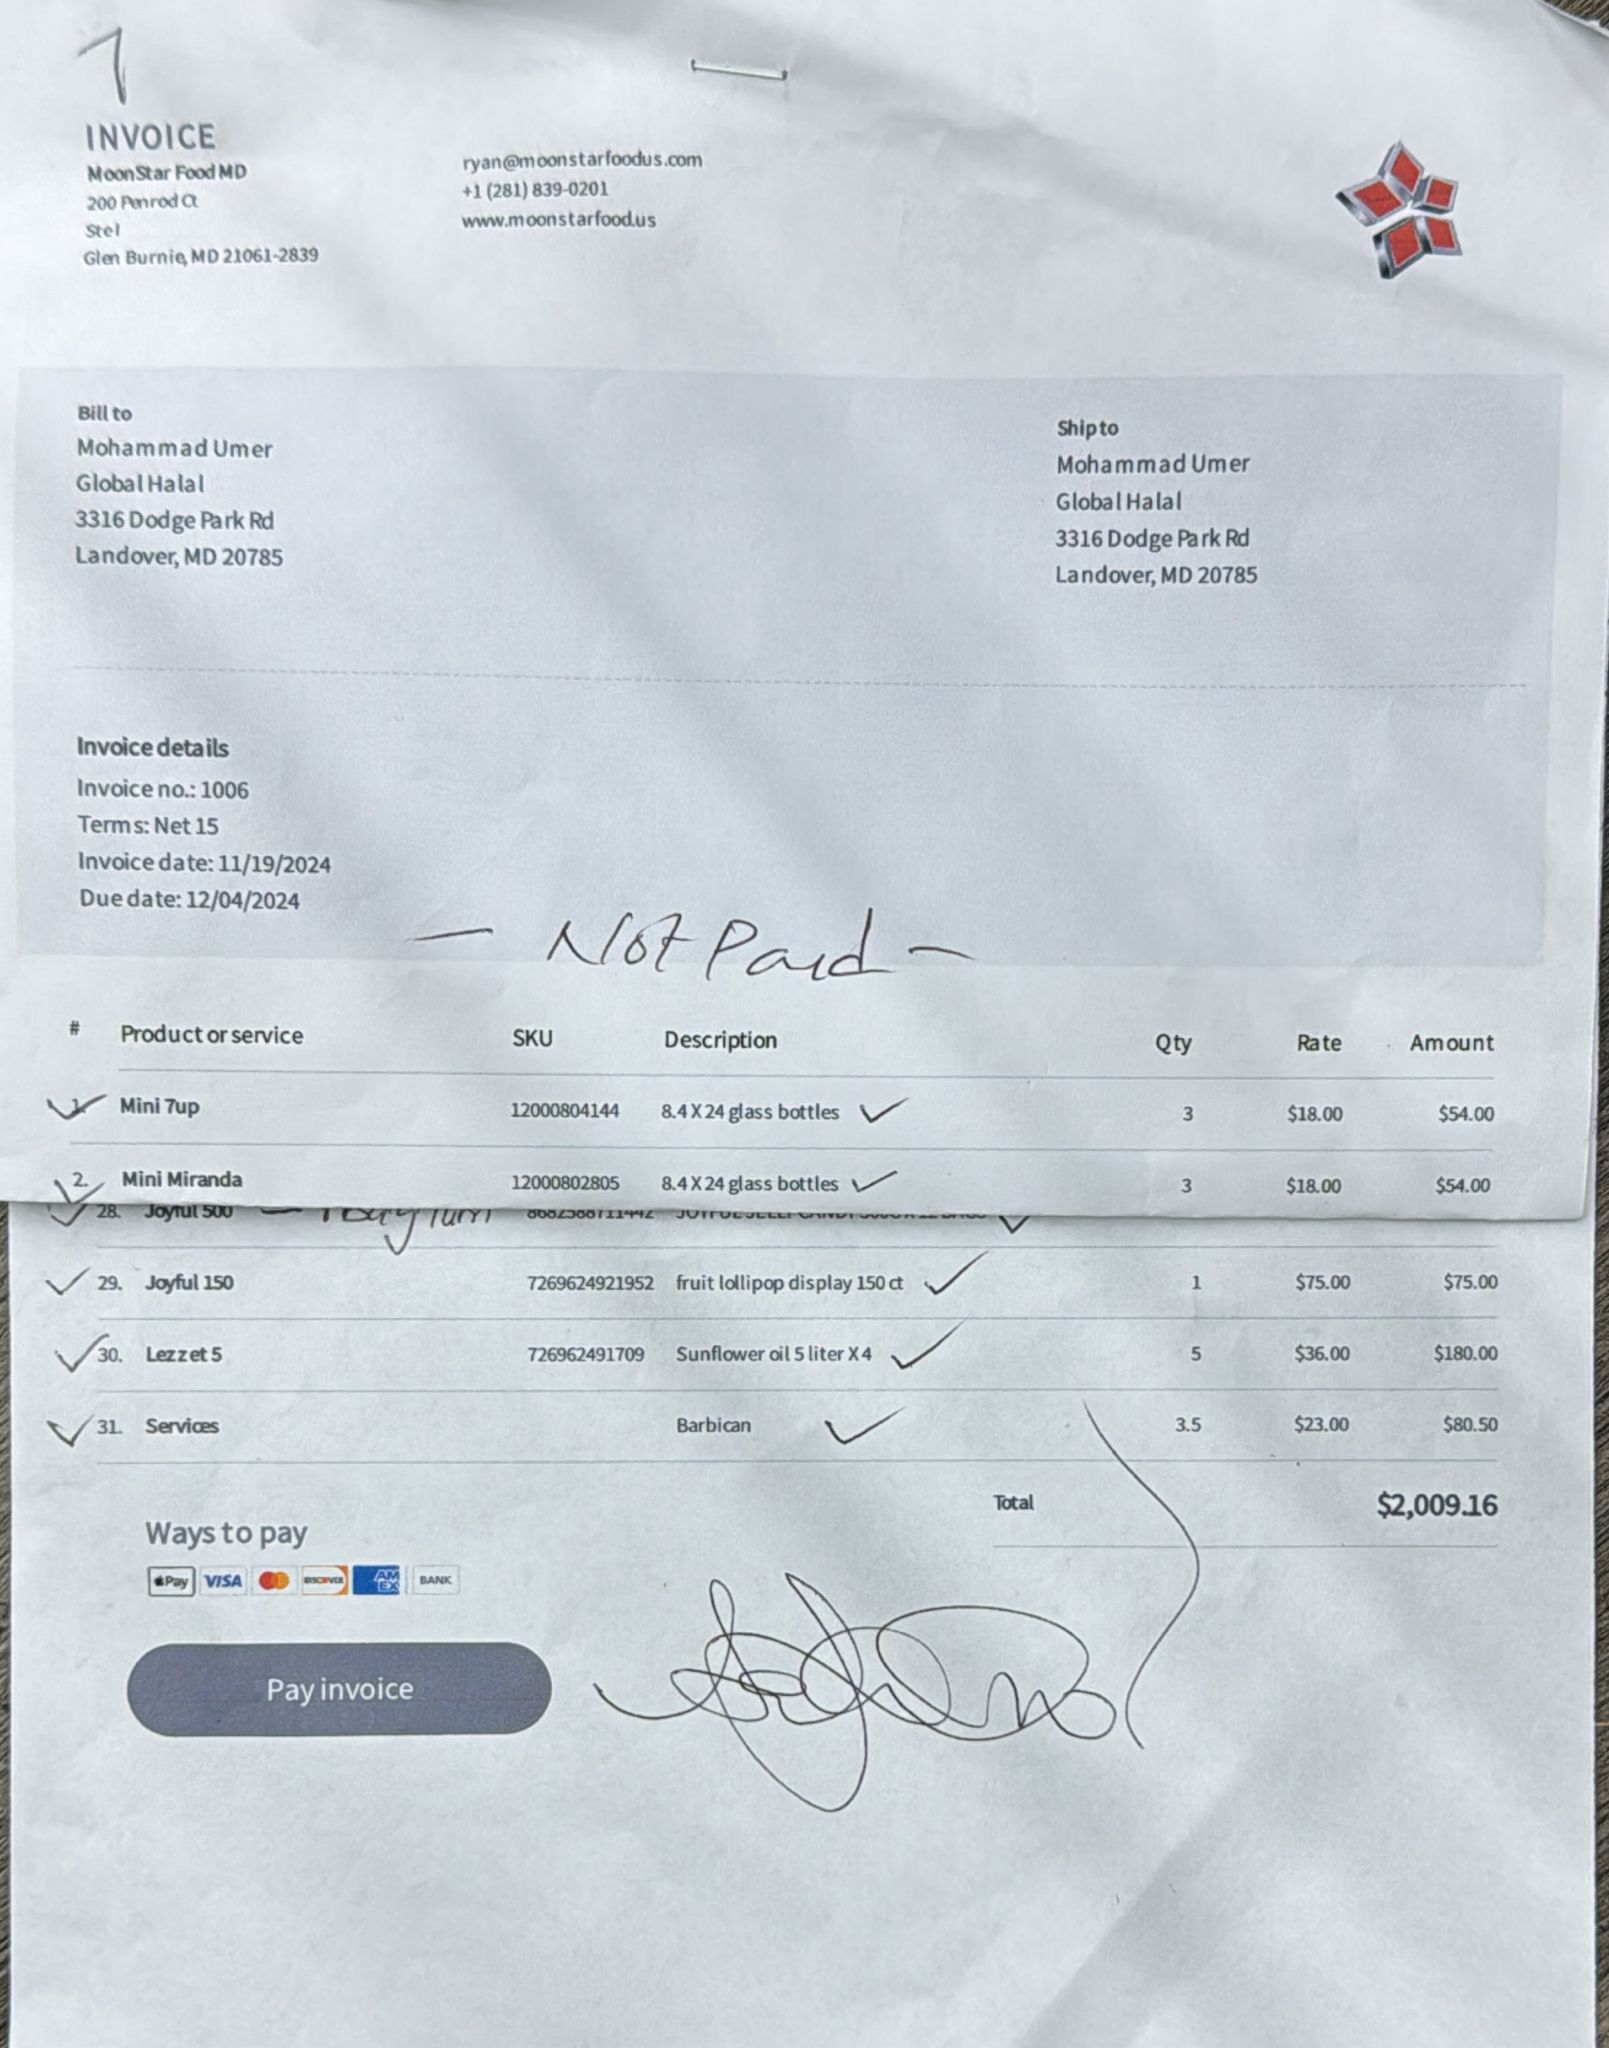 7
INVOICE
MoonStar Food MD
200 Penrod Ct
Ste I
Glen Burnie, MD 21061-2839
ryan@moonstarfoodus.com
+1 (281) 839-0201
www.moonstarfood.us
Bill to
Mohammad Umer
Global Halal
3316 Dodge Park Rd
Landover, MD 20785
Ship to
Mohammad Umer
Global Halal
3316 Dodge Park Rd
Landover, MD 20785
Invoice details
Invoice no.: 1006
Terms: Net 15
Invoice date: 11/19/2024
Due date: 12/04/2024
- Not Paid -
# Product or service SKU Description Qty Rate Amount
1. Mini 7up 12000804144 8.4 X 24 glass bottles 3 $18.00 $54.00
2. Mini Miranda 12000802805 8.4 X 24 glass bottles 3 $18.00 $54.00
28. Joyful 500
29. Joyful 150 7269624921952 fruit lollipop display 150 ct 1 $75.00 $75.00
30. Lezzet 5 726962491709 Sunflower oil 5 liter X 4 5 $36.00 $180.00
31. Services Barbican 3.5 $23.00 $80.50
Total $2,009.16
Ways to pay
Pay VISA DISCOVER AM EX BANK
Pay invoice